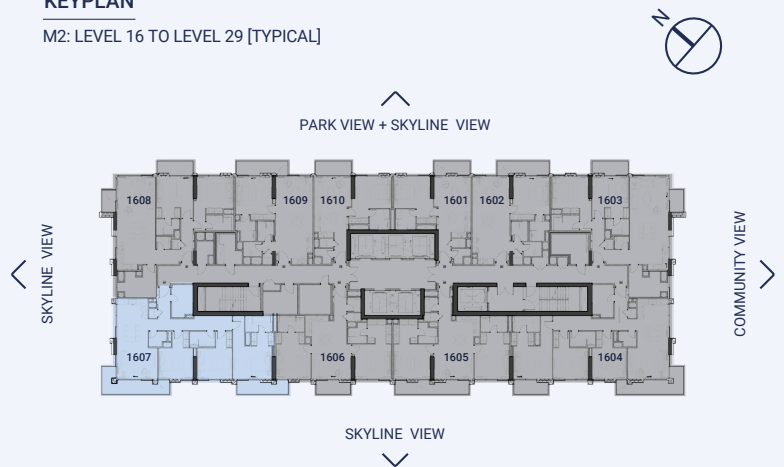 KEYPLAN
M2: LEVEL 16 TO LEVEL 29 [TYPICAL]
N
PARK VIEW + SKYLINE VIEW
1608
1609
1610
1601
1602
1603
SKYLINE VIEW
COMMUNITY VIEW
1607
1606
1605
1604
SKYLINE VIEW